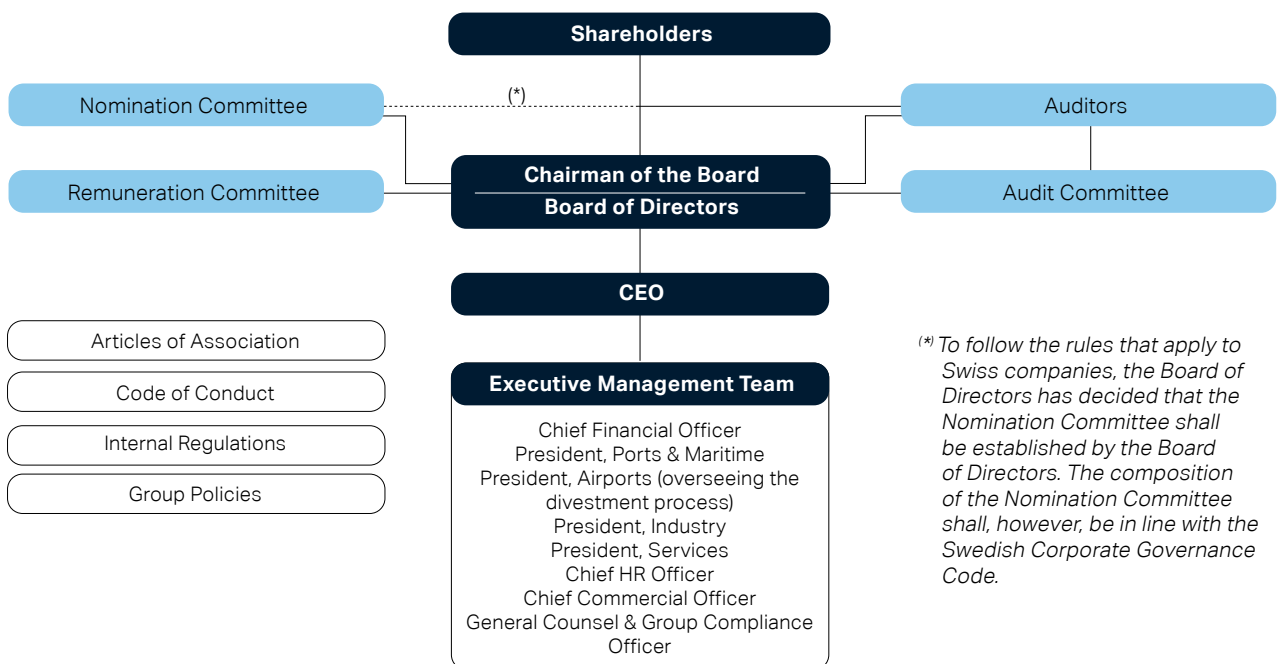 Shareholders
Nomination Committee
(*)
Auditors
Remuneration Committee
Chairman of the Board
Board of Directors
Audit Committee
CEO
Articles of Association
Code of Conduct
Internal Regulations
Group Policies
Executive Management Team
Chief Financial Officer
President, Ports & Maritime
President, Airports (overseeing the
divestment process)
President, Industry
President, Services
Chief HR Officer
Chief Commercial Officer
General Counsel & Group Compliance
Officer
(*) To follow the rules that apply to
Swiss companies, the Board of
Directors has decided that the
Nomination Committee shall
be established by the Board
of Directors. The composition
of the Nomination Committee
shall, however, be in line with the
Swedish Corporate Governance
Code.